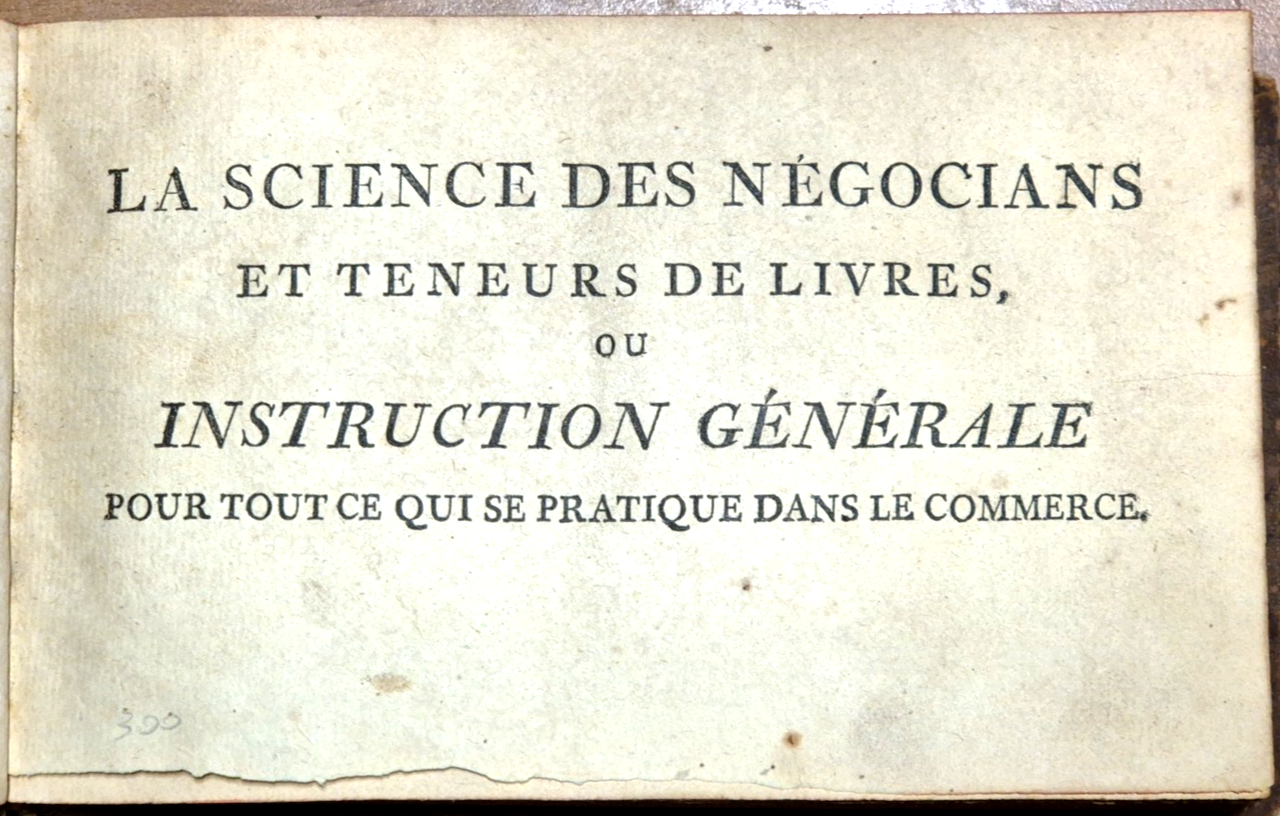 LA SCIENCE DES NÉGOCIANS
ET TENEURS DE LIVRES,
OU
INSTRUCTION GÉNÉRALE
POUR TOUT CE QUI SE PRATIQUE DANS LE COMMERCE.
300